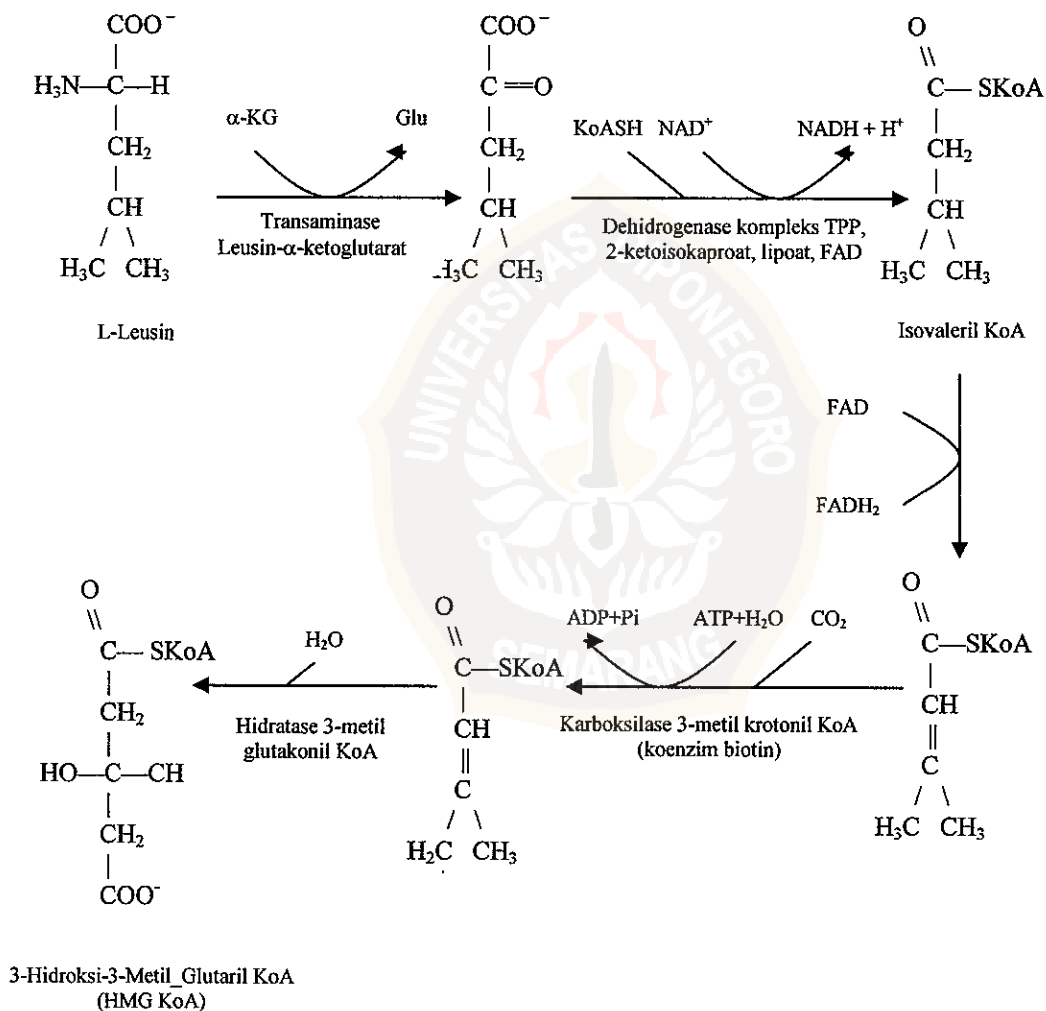 COO⁻
H₃N—C—H
CH₂
CH
H₃C CH₃
L-Leusin
α-KG
Glu
Transaminase
Leusin-α-ketoglutarat
COO⁻
C=O
CH₂
CH
H₃C CH₃
KoASH NAD⁺
NADH + H⁺
Dehidrogenase kompleks TPP,
2-ketoisokaproat, lipoat, FAD
O
C—SKoA
CH₂
CH
H₃C CH₃
Isovaleril KoA
FAD
FADH₂
O
C—SKoA
CH
C
H₃C CH₃
ADP+Pi
ATP+H₂O
CO₂
Karboksilase 3-metil krotonil KoA
(koenzim biotin)
O
C—SKoA
CH
C
H₂C CH₃
H₂O
Hidratase 3-metil
glutakonil KoA
O
C—SKoA
CH₂
HO—C—CH
CH₂
COO⁻
3-Hidroksi-3-Metil_Glutaril KoA
(HMG KoA)
UNIVERSITAS DIPONEGORO
SEMARANG